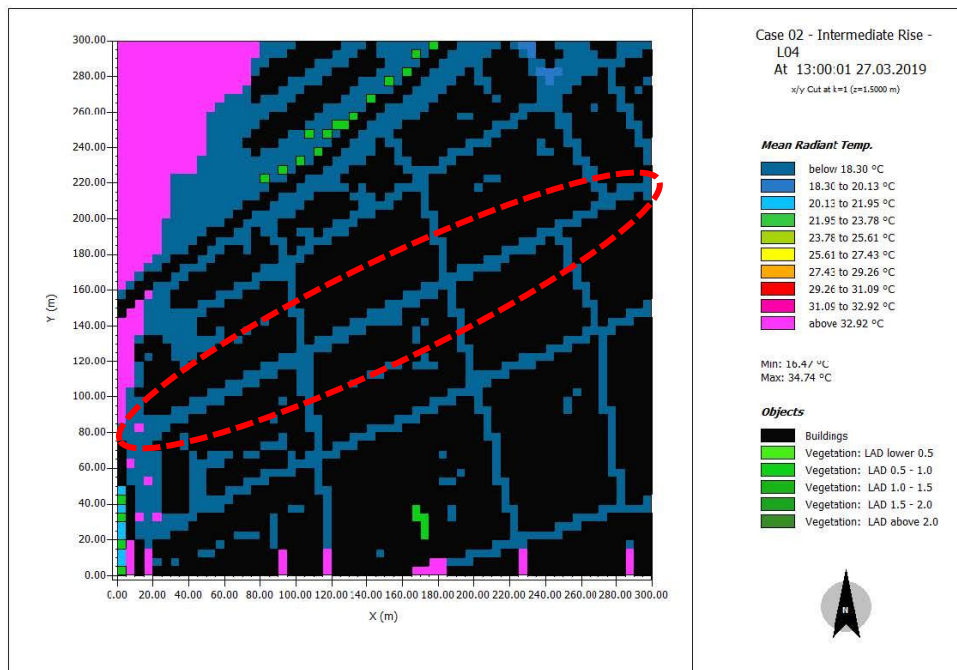 Case 02 - Intermediate Rise -
L04
At 13:00:01 27.03.2019
x/y Cut at k=1 (z=1.5000 m)
300.00
280.00
260.00
240.00
220.00
200.00
180.00
160.00
140.00
120.00
100.00
80.00
60.00
40.00
20.00
0.00
Y (m)
0.00 20.00 40.00 60.00 80.00 100.00 120.00 140.00 160.00 180.00 200.00 220.00 240.00 260.00 280.00 300.00
X (m)
Mean Radiant Temp.
below 18.30 °C
18.30 to 20.13 °C
20.13 to 21.95 °C
21.95 to 23.78 °C
23.78 to 25.61 °C
25.61 to 27.43 °C
27.43 to 29.26 °C
29.26 to 31.09 °C
31.09 to 32.92 °C
above 32.92 °C
Min: 16.47 °C
Max: 34.74 °C
Objects
Buildings
Vegetation: LAD lower 0.5
Vegetation: LAD 0.5 - 1.0
Vegetation: LAD 1.0 - 1.5
Vegetation: LAD 1.5 - 2.0
Vegetation: LAD above 2.0
N